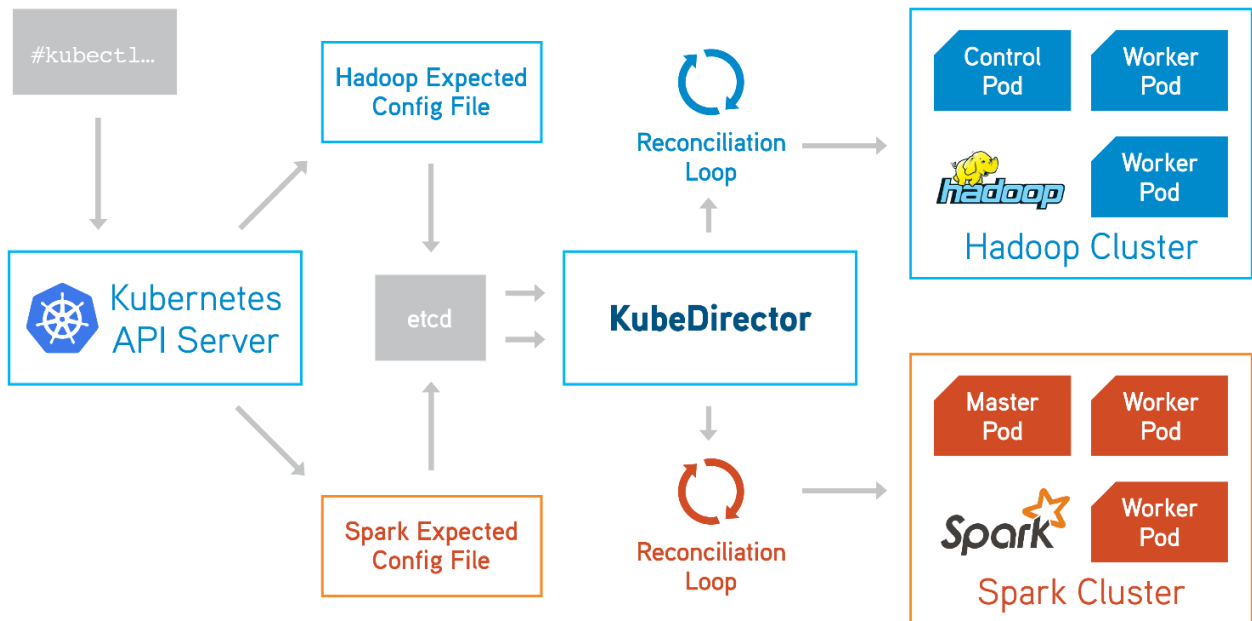 #kubectl…
Hadoop Expected
Config File
Reconciliation
Loop
Control
Pod
Worker
Pod
hadoop
Worker
Pod
Hadoop Cluster
Kubernetes
API Server
etcd
KubeDirector
Spark Expected
Config File
Reconciliation
Loop
Master
Pod
Worker
Pod
Spark
Worker
Pod
Spark Cluster